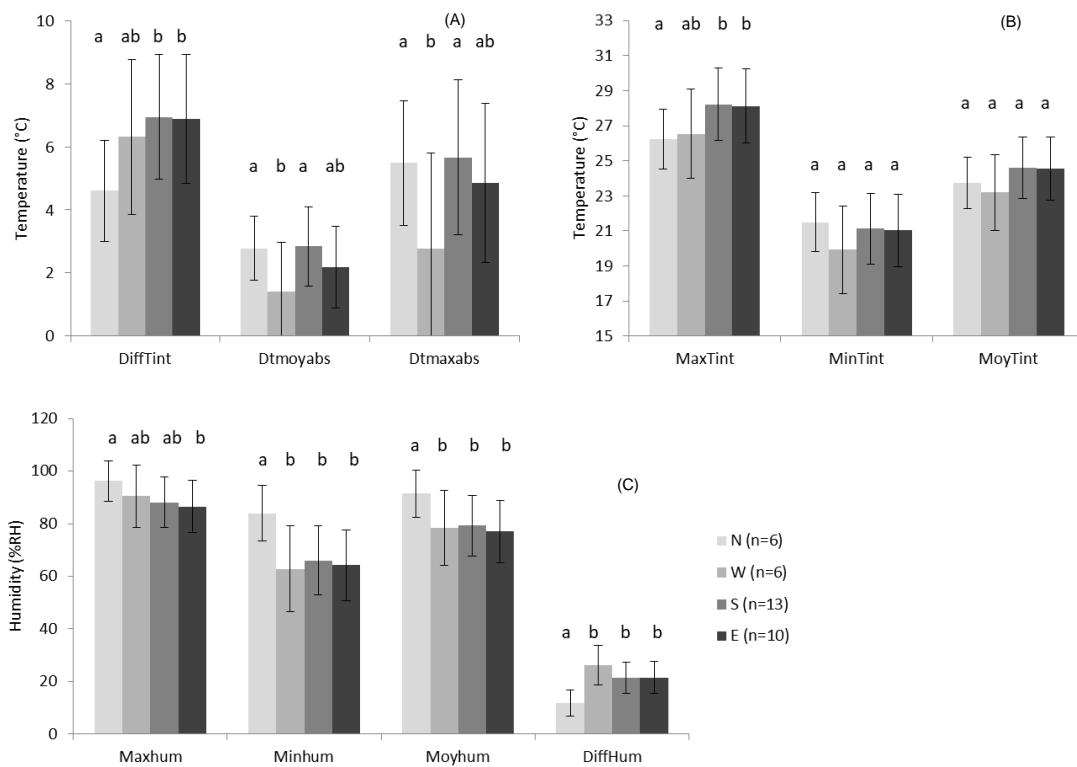 (A)
10
8
6
4
2
0
Temperature (°C)
a ab b b
a b a ab
a b a ab
DiffTint Dtmoyabs Dtmaxabs
(B)
33
31
29
27
25
23
21
19
17
15
Temperature (°C)
a ab b b
a a a a
a a a a
MaxTint MinTint MoyTint
(C)
120
100
80
60
40
20
0
Humidity (%RH)
a ab ab b
a b b b
a b b b
a b b b
Maxhum Minhum Moyhum DiffHum
N (n=6)
W (n=6)
S (n=13)
E (n=10)